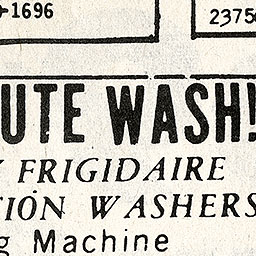 -1696
2375
UTE WASH!
FRIGIDAIRE
TION WASHERS
g Machine